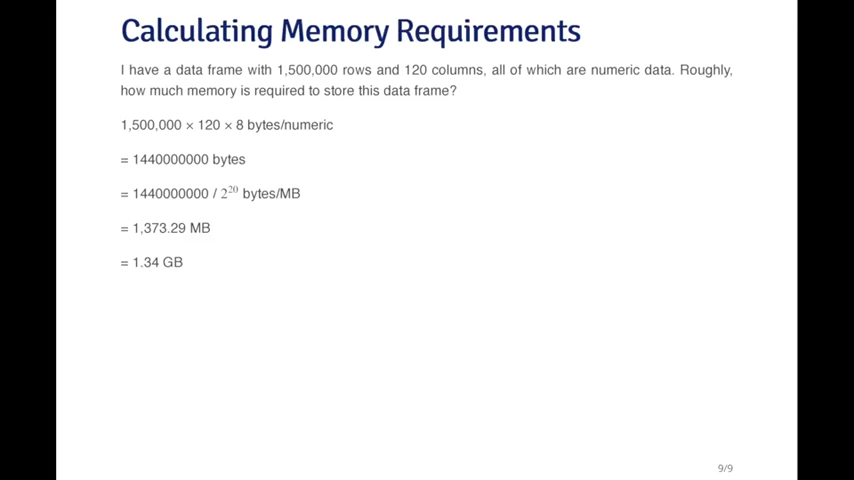 Calculating Memory Requirements
I have a data frame with 1,500,000 rows and 120 columns, all of which are numeric data. Roughly,
how much memory is required to store this data frame?
1,500,000 × 120 × 8 bytes/numeric
= 1440000000 bytes
= 1440000000 / 2²⁰ bytes/MB
= 1,373.29 MB
= 1.34 GB
9/9